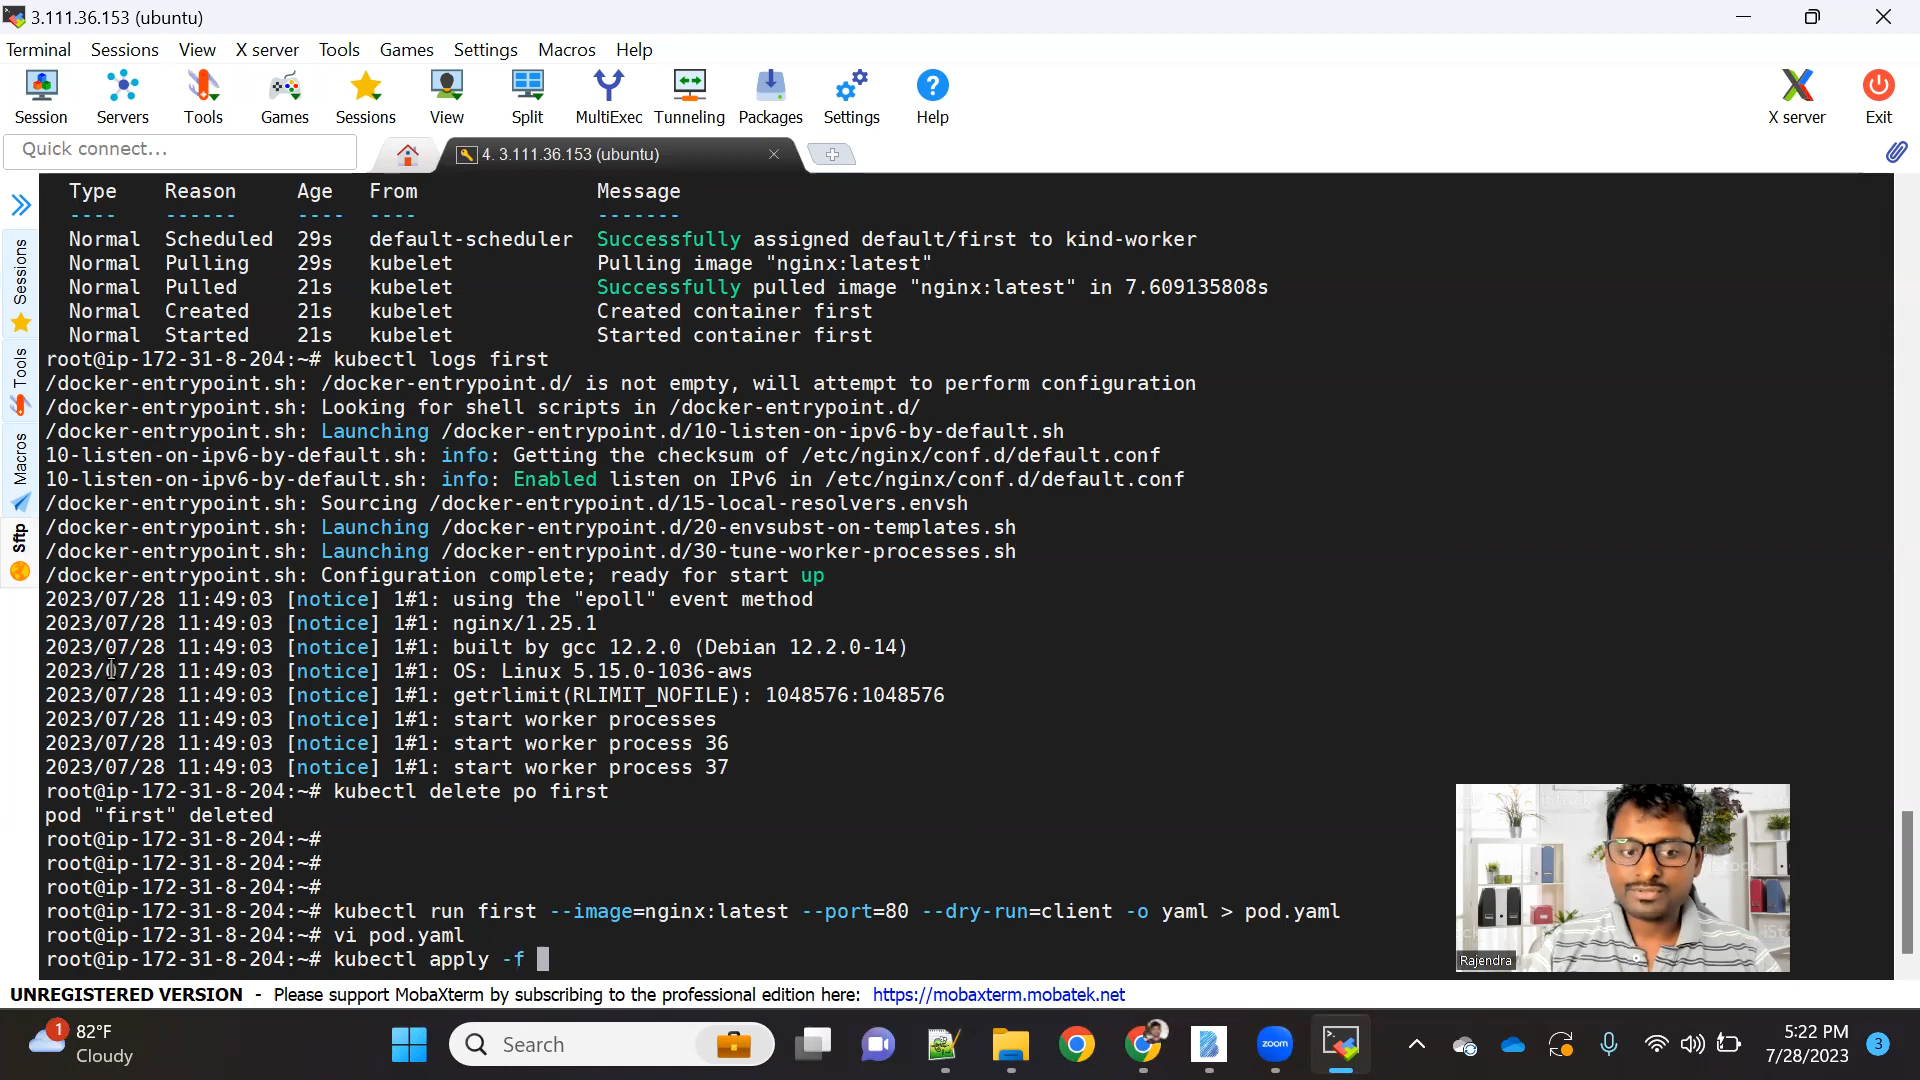 3.111.36.153 (ubuntu)
Terminal Sessions View X server Tools Games Settings Macros Help
Session Servers Tools Games Sessions View Split MultiExec Tunneling Packages Settings Help X server Exit
Quick connect...
4. 3.111.36.153 (ubuntu)
Sessions
Tools
Macros
Sftp
Type Reason Age From Message
---- ------ ---- ---- -------
Normal Scheduled 29s default-scheduler Successfully assigned default/first to kind-worker
Normal Pulling 29s kubelet Pulling image "nginx:latest"
Normal Pulled 21s kubelet Successfully pulled image "nginx:latest" in 7.609135808s
Normal Created 21s kubelet Created container first
Normal Started 21s kubelet Started container first
root@ip-172-31-8-204:~# kubectl logs first
/docker-entrypoint.sh: /docker-entrypoint.d/ is not empty, will attempt to perform configuration
/docker-entrypoint.sh: Looking for shell scripts in /docker-entrypoint.d/
/docker-entrypoint.sh: Launching /docker-entrypoint.d/10-listen-on-ipv6-by-default.sh
10-listen-on-ipv6-by-default.sh: info: Getting the checksum of /etc/nginx/conf.d/default.conf
10-listen-on-ipv6-by-default.sh: info: Enabled listen on IPv6 in /etc/nginx/conf.d/default.conf
/docker-entrypoint.sh: Sourcing /docker-entrypoint.d/15-local-resolvers.envsh
/docker-entrypoint.sh: Launching /docker-entrypoint.d/20-envsubst-on-templates.sh
/docker-entrypoint.sh: Launching /docker-entrypoint.d/30-tune-worker-processes.sh
/docker-entrypoint.sh: Configuration complete; ready for start up
2023/07/28 11:49:03 [notice] 1#1: using the "epoll" event method
2023/07/28 11:49:03 [notice] 1#1: nginx/1.25.1
2023/07/28 11:49:03 [notice] 1#1: built by gcc 12.2.0 (Debian 12.2.0-14)
2023/07/28 11:49:03 [notice] 1#1: OS: Linux 5.15.0-1036-aws
2023/07/28 11:49:03 [notice] 1#1: getrlimit(RLIMIT_NOFILE): 1048576:1048576
2023/07/28 11:49:03 [notice] 1#1: start worker processes
2023/07/28 11:49:03 [notice] 1#1: start worker process 36
2023/07/28 11:49:03 [notice] 1#1: start worker process 37
root@ip-172-31-8-204:~# kubectl delete po first
pod "first" deleted
root@ip-172-31-8-204:~#
root@ip-172-31-8-204:~#
root@ip-172-31-8-204:~#
root@ip-172-31-8-204:~# kubectl run first --image=nginx:latest --port=80 --dry-run=client -o yaml > pod.yaml
root@ip-172-31-8-204:~# vi pod.yaml
root@ip-172-31-8-204:~# kubectl apply -f
Rajendra
UNREGISTERED VERSION - Please support MobaXterm by subscribing to the professional edition here: https://mobaxterm.mobatek.net
1
82°F
Cloudy
Search
zoom
5:22 PM
7/28/2023
3